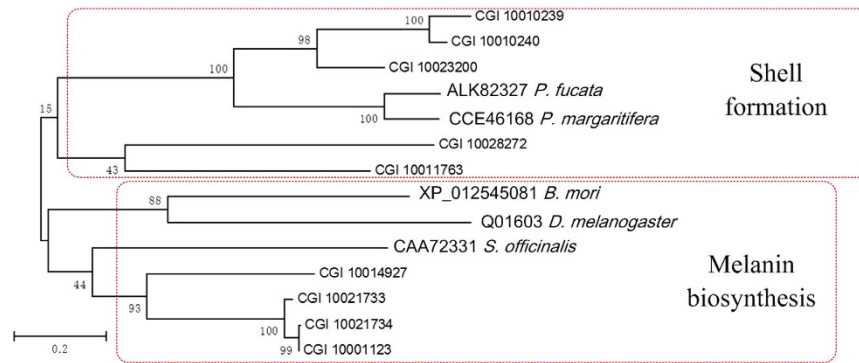 100
CGI 10010239
CGI 10010240
98
CGI 10023200
100
ALK82327 P. fucata
100
CCE46168 P. margaritifera
15
CGI 10028272
43
CGI 10011763
Shell
formation
XP_012545081 B. mori
88
Q01603 D. melanogaster
CAA72331 S. officinalis
44
CGI 10014927
93
CGI 10021733
100
CGI 10021734
99
CGI 10001123
Melanin
biosynthesis
0.2